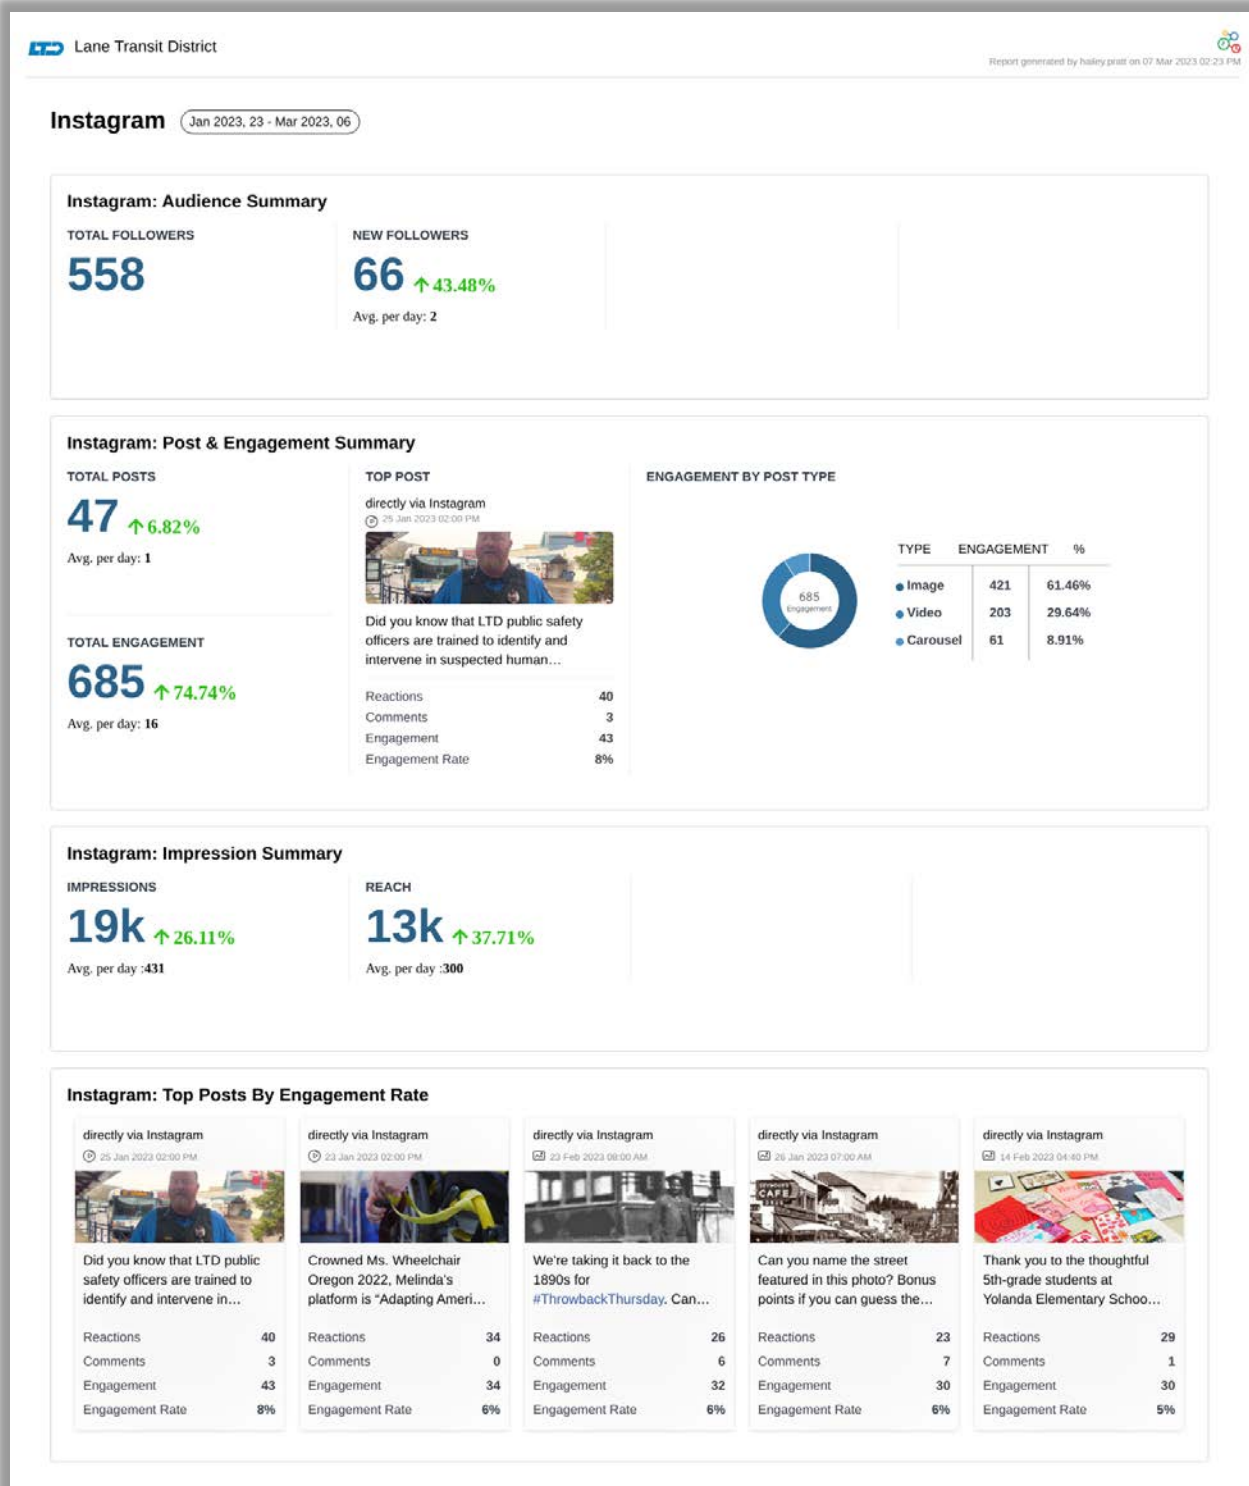 LTD Lane Transit District
Report generated by hailey.pratt on 07 Mar 2023 02:23 PM
Instagram Jan 2023, 23 - Mar 2023, 06
Instagram: Audience Summary
TOTAL FOLLOWERS
558
NEW FOLLOWERS
66 ↑ 43.48%
Avg. per day: 2
Instagram: Post & Engagement Summary
TOTAL POSTS
47 ↑ 6.82%
Avg. per day: 1
TOTAL ENGAGEMENT
685 ↑ 74.74%
Avg. per day: 16
TOP POST
directly via Instagram
25 Jan 2023 02:00 PM
Did you know that LTD public safety
officers are trained to identify and
intervene in suspected human...
Reactions 40
Comments 3
Engagement 43
Engagement Rate 8%
ENGAGEMENT BY POST TYPE
685
Engagement
TYPE ENGAGEMENT %
Image 421 61.46%
Video 203 29.64%
Carousel 61 8.91%
Instagram: Impression Summary
IMPRESSIONS
19k ↑ 26.11%
Avg. per day :431
REACH
13k ↑ 37.71%
Avg. per day :300
Instagram: Top Posts By Engagement Rate
directly via Instagram
25 Jan 2023 02:00 PM
Did you know that LTD public
safety officers are trained to
identify and intervene in...
Reactions 40
Comments 3
Engagement 43
Engagement Rate 8%
directly via Instagram
23 Jan 2023 02:00 PM
Crowned Ms. Wheelchair
Oregon 2022, Melinda's
platform is “Adapting Ameri...
Reactions 34
Comments 0
Engagement 34
Engagement Rate 6%
directly via Instagram
23 Feb 2023 08:00 AM
We're taking it back to the
1890s for
#ThrowbackThursday. Can...
Reactions 26
Comments 6
Engagement 32
Engagement Rate 6%
directly via Instagram
26 Jan 2023 07:00 AM
CAFE
Can you name the street
featured in this photo? Bonus
points if you can guess the...
Reactions 23
Comments 7
Engagement 30
Engagement Rate 6%
directly via Instagram
14 Feb 2023 04:40 PM
Thank you to the thoughtful
5th-grade students at
Yolanda Elementary Schoo...
Reactions 29
Comments 1
Engagement 30
Engagement Rate 5%